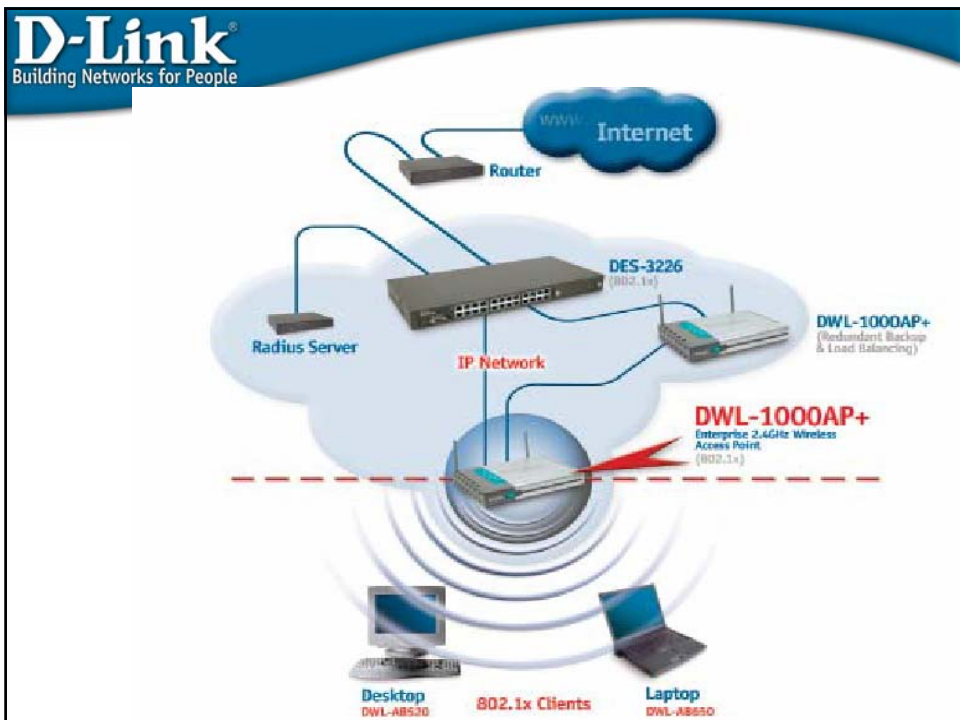 D-Link®
Building Networks for People
www.
Internet
Router
DES-3226
(802.1x)
DWL-1000AP+
(Redundant Backup
& Load Balancing)
Radius Server
IP Network
DWL-1000AP+
Enterprise 2.4GHz Wireless
Access Point
(802.1x)
Desktop
DWL-AB520
802.1x Clients
Laptop
DWL-AB650